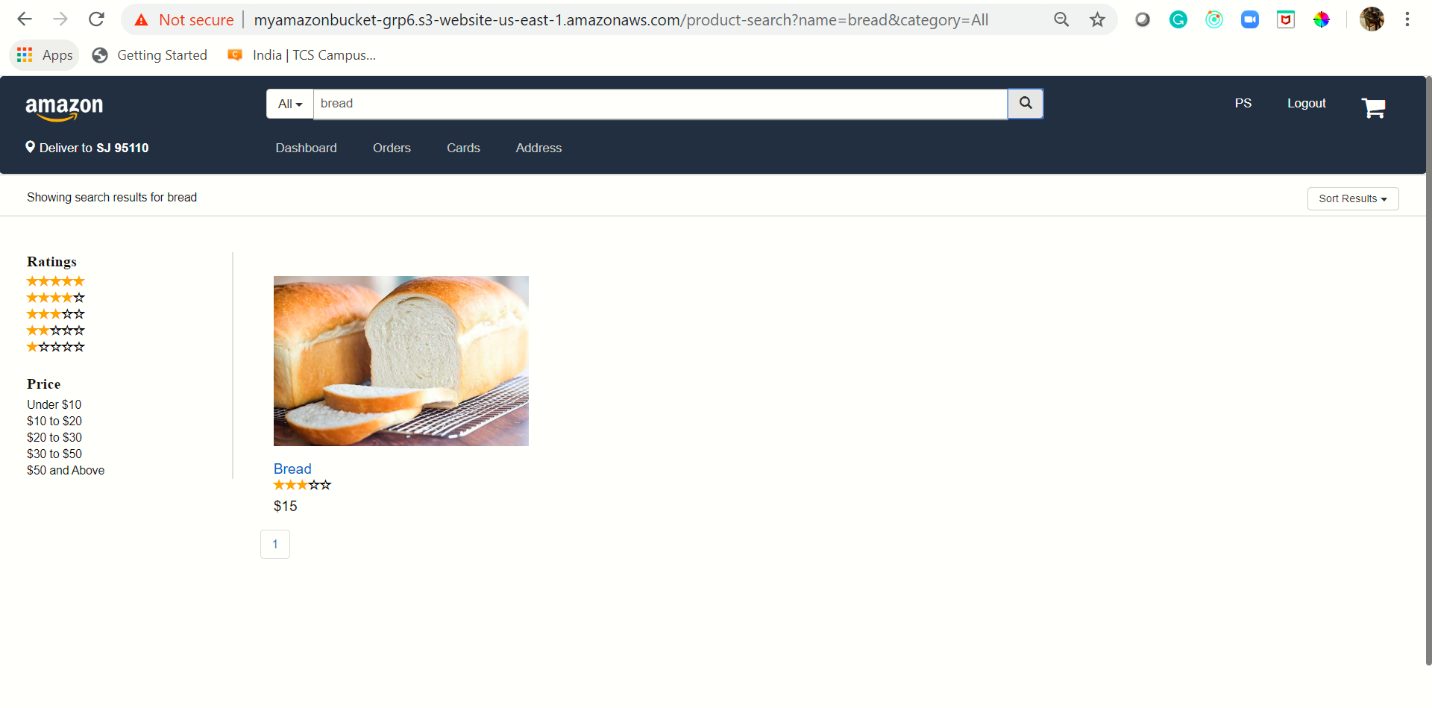 Not secure | myamazonbucket-grp6.s3-website-us-east-1.amazonaws.com/product-search?name=bread&category=All
Apps Getting Started India | TCS Campus...
amazon All bread PS Logout
Deliver to SJ 95110 Dashboard Orders Cards Address
Showing search results for bread Sort Results
Ratings
Price
Under $10
$10 to $20
$20 to $30
$30 to $50
$50 and Above
Bread
$15
1